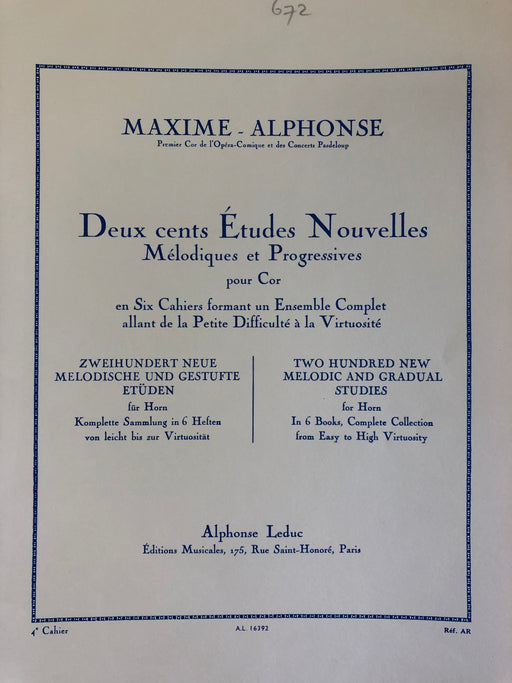 672
MAXIME - ALPHONSE
Premier Cor de l'Opéra-Comique et des Concerts Pasdeloup
Deux cents Études Nouvelles
Mélodiques et Progressives
pour Cor
en Six Cahiers formant un Ensemble Complet
allant de la Petite Difficulté à la Virtuosité
ZWEIHUNDERT NEUE
MELODISCHE UND GESTUFTE
ETÜDEN
für Horn
Komplette Sammlung in 6 Heften
von leicht bis zur Virtuosität
TWO HUNDRED NEW
MELODIC AND GRADUAL
STUDIES
for Horn
In 6 Books, Complete Collection
from Easy to High Virtuosity
Alphonse Leduc
Éditions Musicales, 175, Rue Saint-Honoré, Paris
4e Cahier
A.L. 16392
Réf. AR